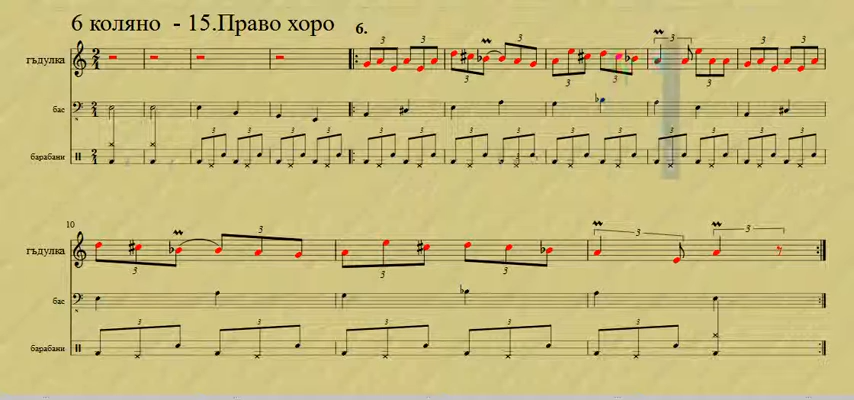 6 коляно - 15.Право хоро
6.
гъдулка
бас
барабани
10
гъдулка
бас
барабани